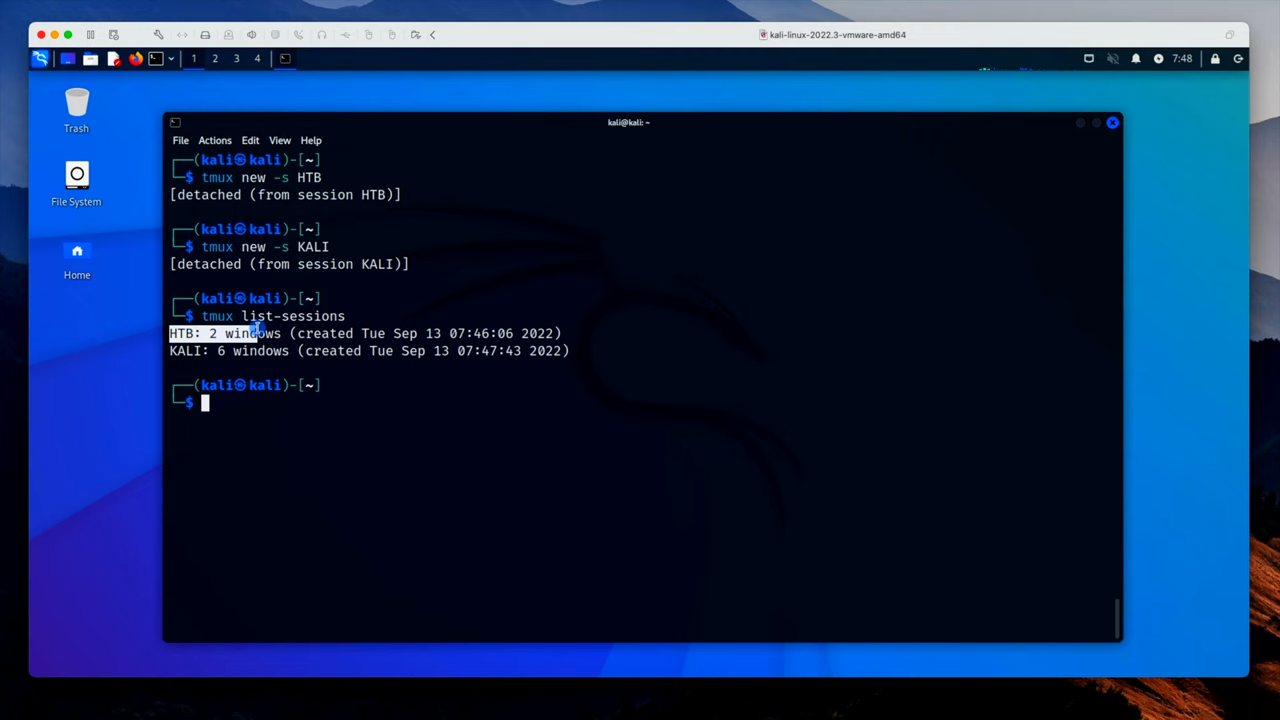 kali-linux-2022.3-vmware-amd64
1 2 3 4
7:48
Trash
File System
Home
kali@kali: ~
File Actions Edit View Help
┌──(kali㉿kali)-[~]
└─$ tmux new -s HTB
[detached (from session HTB)]
┌──(kali㉿kali)-[~]
└─$ tmux new -s KALI
[detached (from session KALI)]
┌──(kali㉿kali)-[~]
└─$ tmux list-sessions
HTB: 2 windows (created Tue Sep 13 07:46:06 2022)
KALI: 6 windows (created Tue Sep 13 07:47:43 2022)
┌──(kali㉿kali)-[~]
└─$